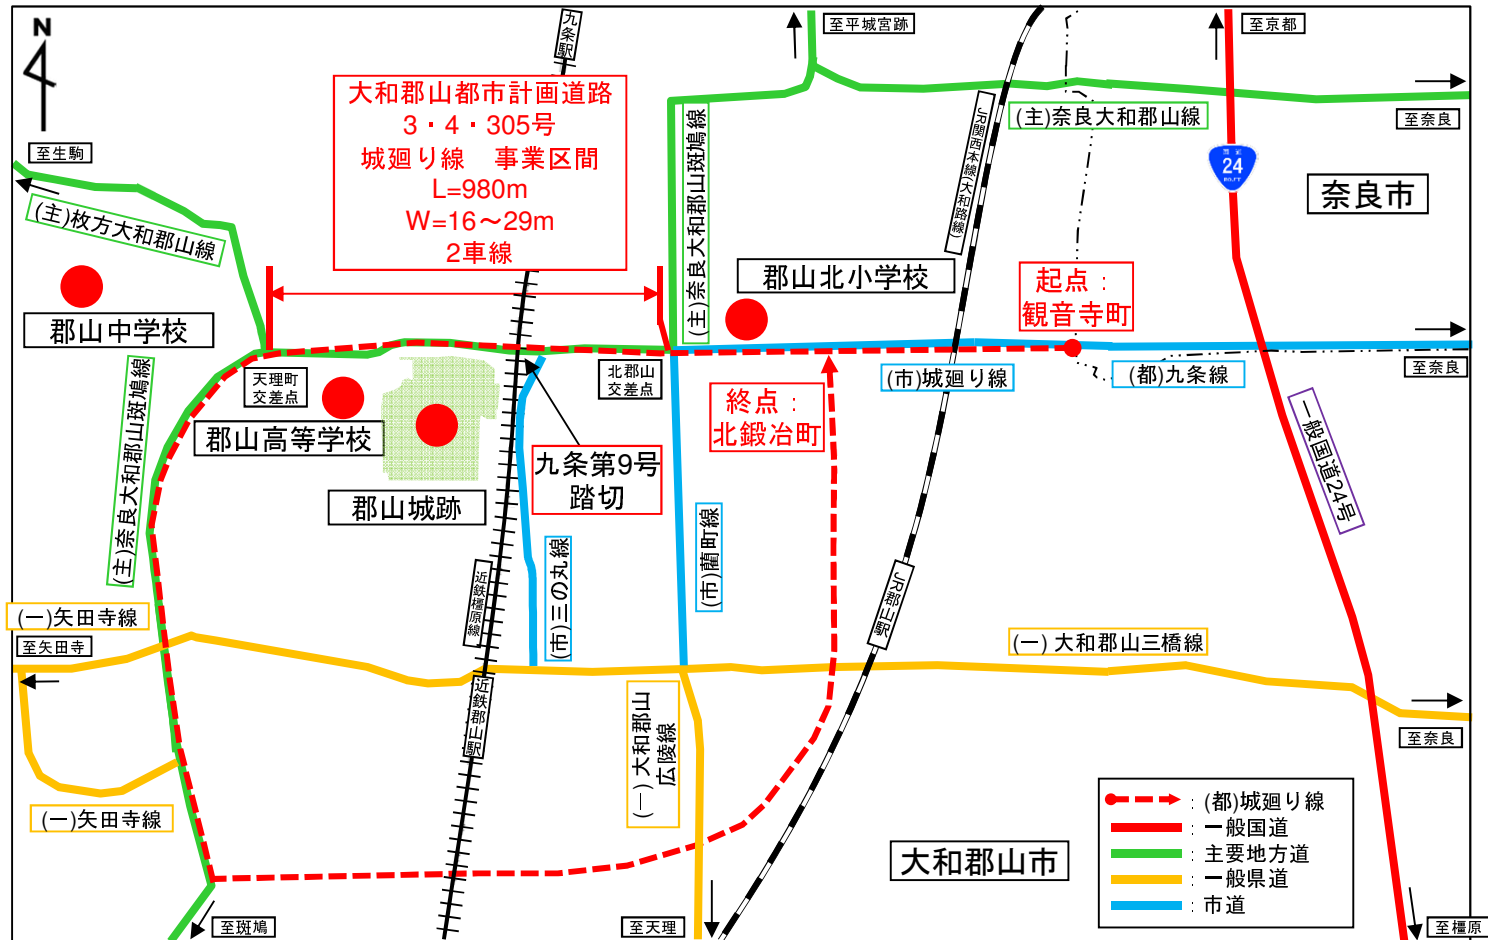 N
九条駅
至平城宮跡
至京都
大和郡山都市計画道路
3・4・305号
城廻り線　事業区間
L=980m
W=16～29m
2車線
(主)奈良大和郡山斑鳩線
JR関西本線(大和路線)
(主)奈良大和郡山線
至奈良
至生駒
24
奈良市
(主)枚方大和郡山線
郡山北小学校
起点：
観音寺町
郡山中学校
(主)奈良大和郡山斑鳩線
天理町
交差点
北郡山
交差点
(市)城廻り線
(都)九条線
至奈良
終点：
北鍛冶町
郡山高等学校
一般国道24号
九条第9号
踏切
郡山城跡
(市)藺町線
(市)三の丸線
近鉄橿原線
JR郡山駅
(一)矢田寺線
至矢田寺
(一)大和郡山三橋線
近鉄郡山駅
(一)大和郡山
広陵線
至奈良
(一)矢田寺線
大和郡山市
：(都)城廻り線
：一般国道
：主要地方道
：一般県道
：市道
至斑鳩
至天理
至橿原